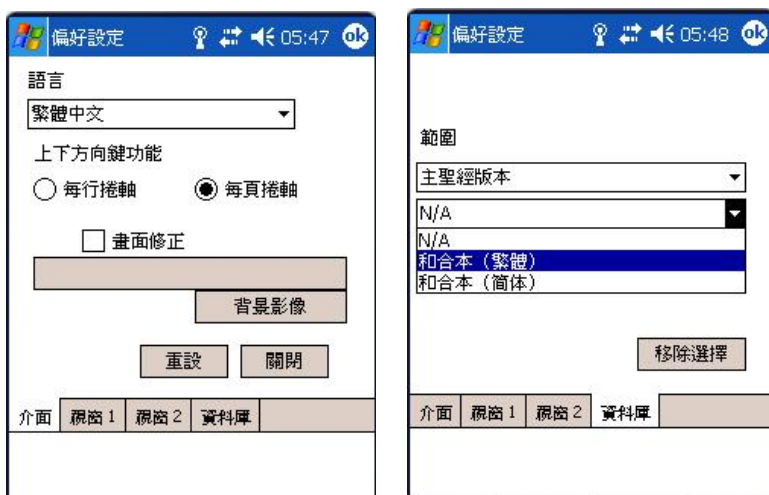 偏好設定 05:47 ok
語言
繁體中文
上下方向鍵功能
每行捲軸 每頁捲軸
畫面修正
背景影像
重設 關閉
介面 視窗1 視窗2 資料庫
偏好設定 05:48 ok
範圍
主聖經版本
N/A
N/A
和合本（繁體）
和合本（简体）
移除選擇
介面 視窗1 視窗2 資料庫